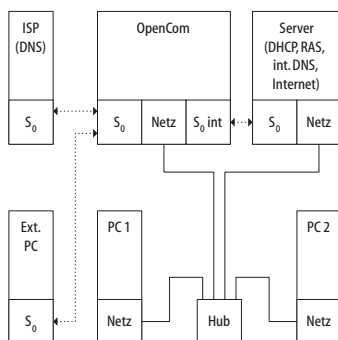 ISP
(DNS)
OpenCom
Server
(DHCP, RAS,
int. DNS,
Internet)
S0
S0
Netz
S0 int
S0
Netz
Ext.
PC
PC 1
PC 2
S0
Netz
Hub
Netz